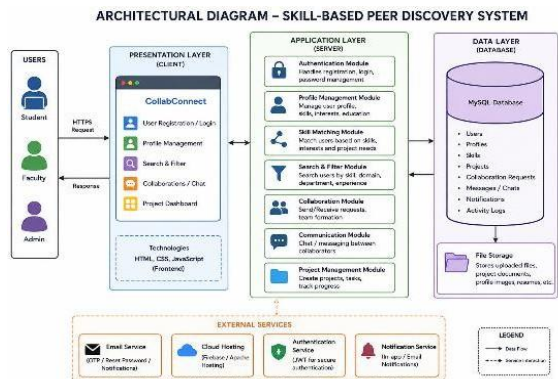 ARCHITECTURAL DIAGRAM – SKILL-BASED PEER DISCOVERY SYSTEM
USERS
Student
Faculty
Admin
HTTPS
Request
Response
PRESENTATION LAYER
(CLIENT)
CollabConnect
User Registration / Login
Profile Management
Search & Filter
Collaborations / Chat
Project Dashboard
Technologies
HTML, CSS, JavaScript
(Frontend)
APPLICATION LAYER
(SERVER)
Authentication Module
Handles registration, login,
password management
Profile Management Module
Manage user profile,
skills, interests, education
Skill Matching Module
Match users based on skills,
interests and project needs
Search & Filter Module
Search users by skill, domain,
department, experience
Collaboration Module
Send/Receive requests,
team formation
Communication Module
Chat / messaging between
collaborators
Project Management Module
Create projects, tasks,
track progress
DATA LAYER
(DATABASE)
MySQL Database
• Users
• Profiles
• Skills
• Projects
• Collaboration Requests
• Messages / Chats
• Notifications
• Activity Logs
File Storage
Stores uploaded files,
project documents,
profile images, resumes, etc.
EXTERNAL SERVICES
Email Service
(OTP / Reset Password /
Notifications)
Cloud Hosting
(Firebase / Apache
Hosting)
Authentication
Service
(JWT for secure
authentication)
Notification Service
(In-app / Email
Notifications)
LEGEND
Data Flow